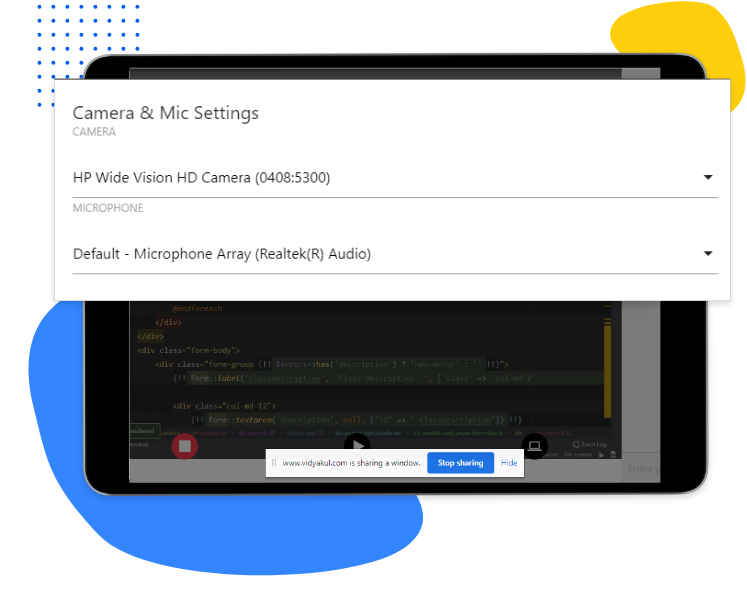 Camera & Mic Settings
CAMERA
HP Wide Vision HD Camera (0408:5300)
MICROPHONE
Default - Microphone Array (Realtek(R) Audio)
@endforeach
</div>
</div>
<div class="form-body">
<div class="form-group {!! $errors->has('description') ? 'has-error' : '' !!}">
{!! Form::label('classdescription', 'Class Description :', ['class' => 'col-md-2
<div class="col-md-12">
{!! Form::textarea('description', null, ["id" => " classdescription"]) !!}
Event Log
Git: master
www.vidyakul.com is sharing a window.
Stop sharing
Hide
Enter y